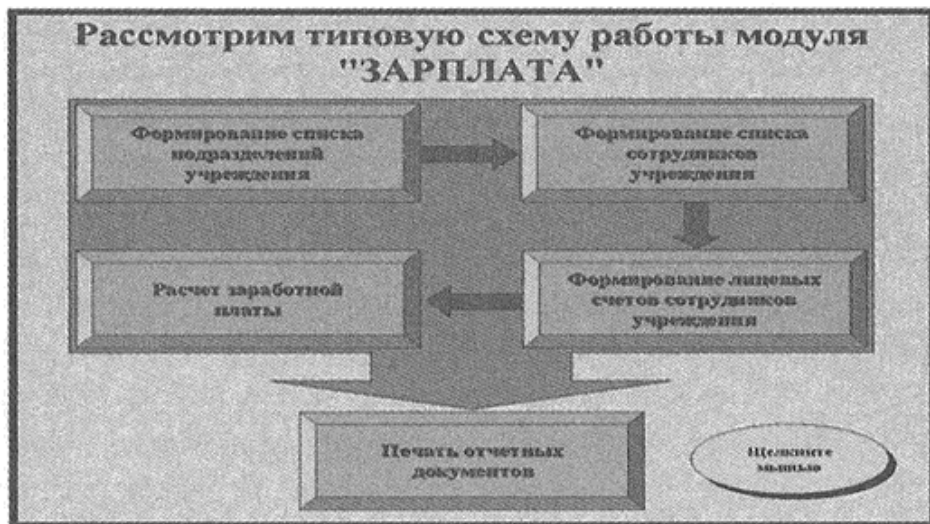 Рассмотрим типовую схему работы модуля
"ЗАРПЛАТА"
Формирование списка
подразделений
учреждения
Формирование списка
сотрудников
учреждения
Формирование лицевых
счетов сотрудников
учреждения
Расчет заработной
платы
Печать отчетных
документов
Щелкните
мышью